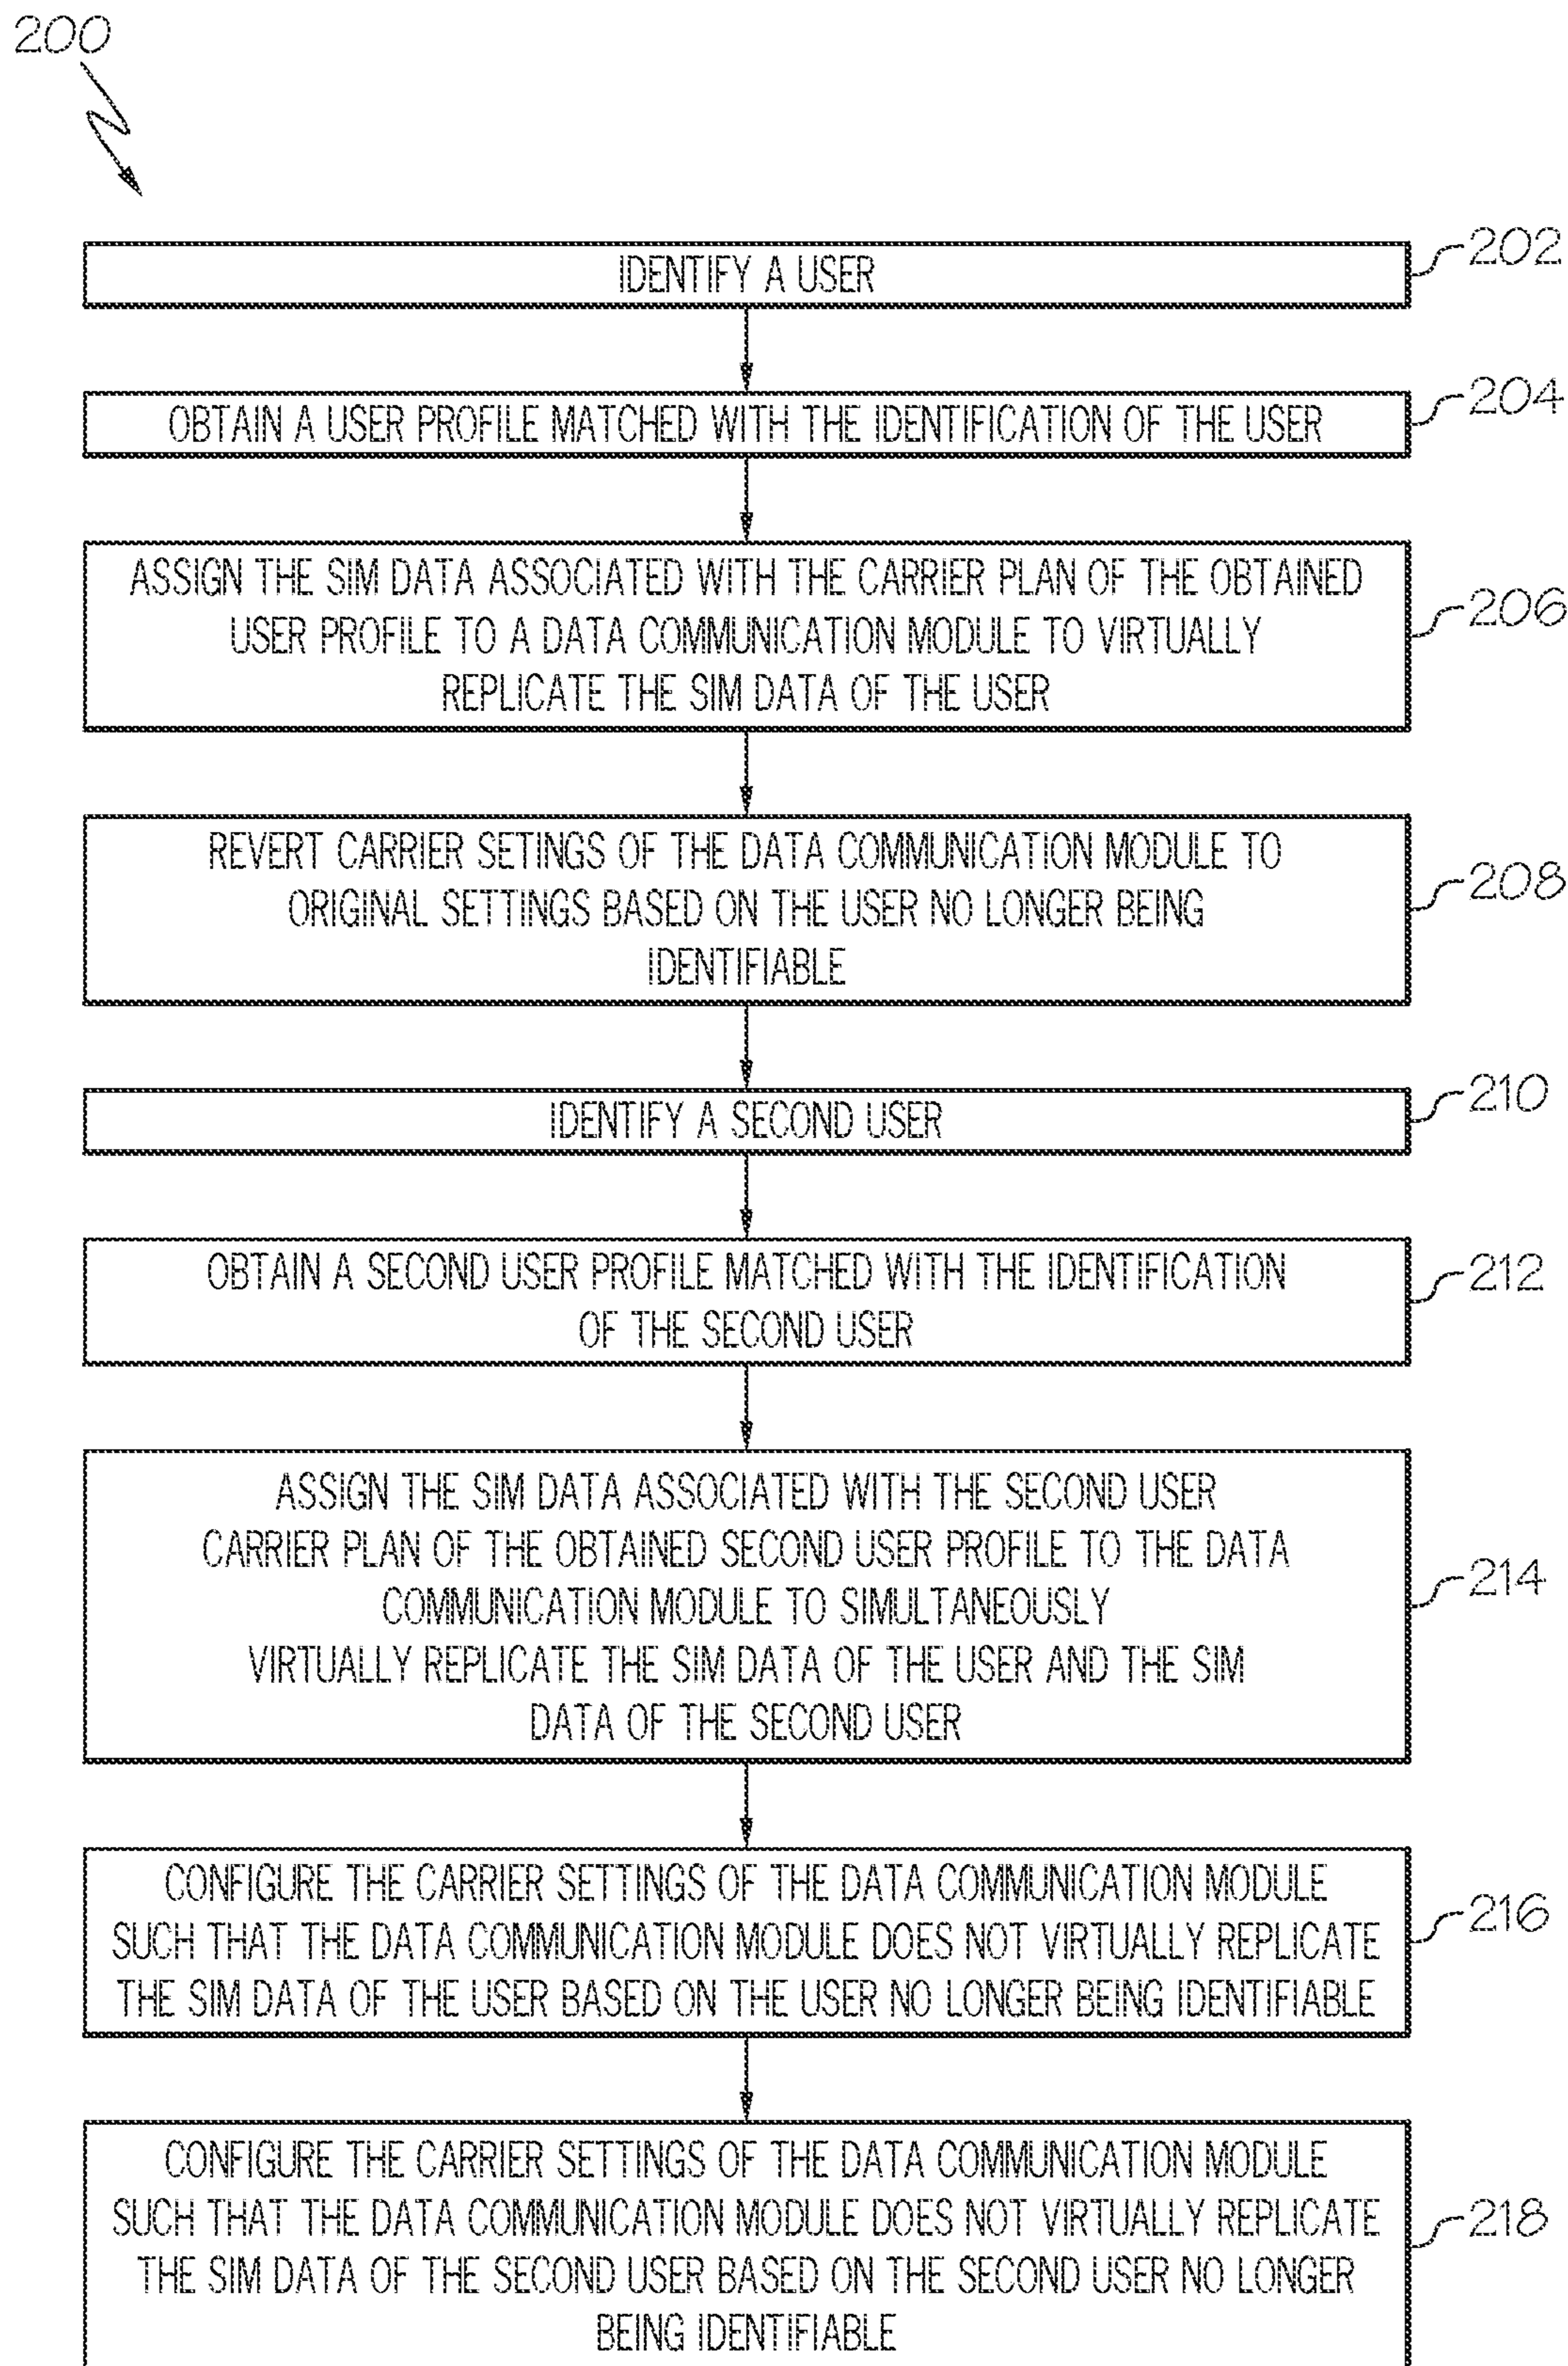 200
IDENTIFY A USER
202
OBTAIN A USER PROFILE MATCHED WITH THE IDENTIFICATION OF THE USER
204
ASSIGN THE SIM DATA ASSOCIATED WITH THE CARRIER PLAN OF THE OBTAINED
USER PROFILE TO A DATA COMMUNICATION MODULE TO VIRTUALLY
REPLICATE THE SIM DATA OF THE USER
206
REVERT CARRIER SETINGS OF THE DATA COMMUNICATION MODULE TO
ORIGINAL SETTINGS BASED ON THE USER NO LONGER BEING
IDENTIFIABLE
208
IDENTIFY A SECOND USER
210
OBTAIN A SECOND USER PROFILE MATCHED WITH THE IDENTIFICATION
OF THE SECOND USER
212
ASSIGN THE SIM DATA ASSOCIATED WITH THE SECOND USER
CARRIER PLAN OF THE OBTAINED SECOND USER PROFILE TO THE DATA
COMMUNICATION MODULE TO SIMULTANEOUSLY
VIRTUALLY REPLICATE THE SIM DATA OF THE USER AND THE SIM
DATA OF THE SECOND USER
214
CONFIGURE THE CARRIER SETTINGS OF THE DATA COMMUNICATION MODULE
SUCH THAT THE DATA COMMUNICATION MODULE DOES NOT VIRTUALLY REPLICATE
THE SIM DATA OF THE USER BASED ON THE USER NO LONGER BEING IDENTIFIABLE
216
CONFIGURE THE CARRIER SETTINGS OF THE DATA COMMUNICATION MODULE
SUCH THAT THE DATA COMMUNICATION MODULE DOES NOT VIRTUALLY REPLICATE
THE SIM DATA OF THE SECOND USER BASED ON THE SECOND USER NO LONGER
BEING IDENTIFIABLE
218